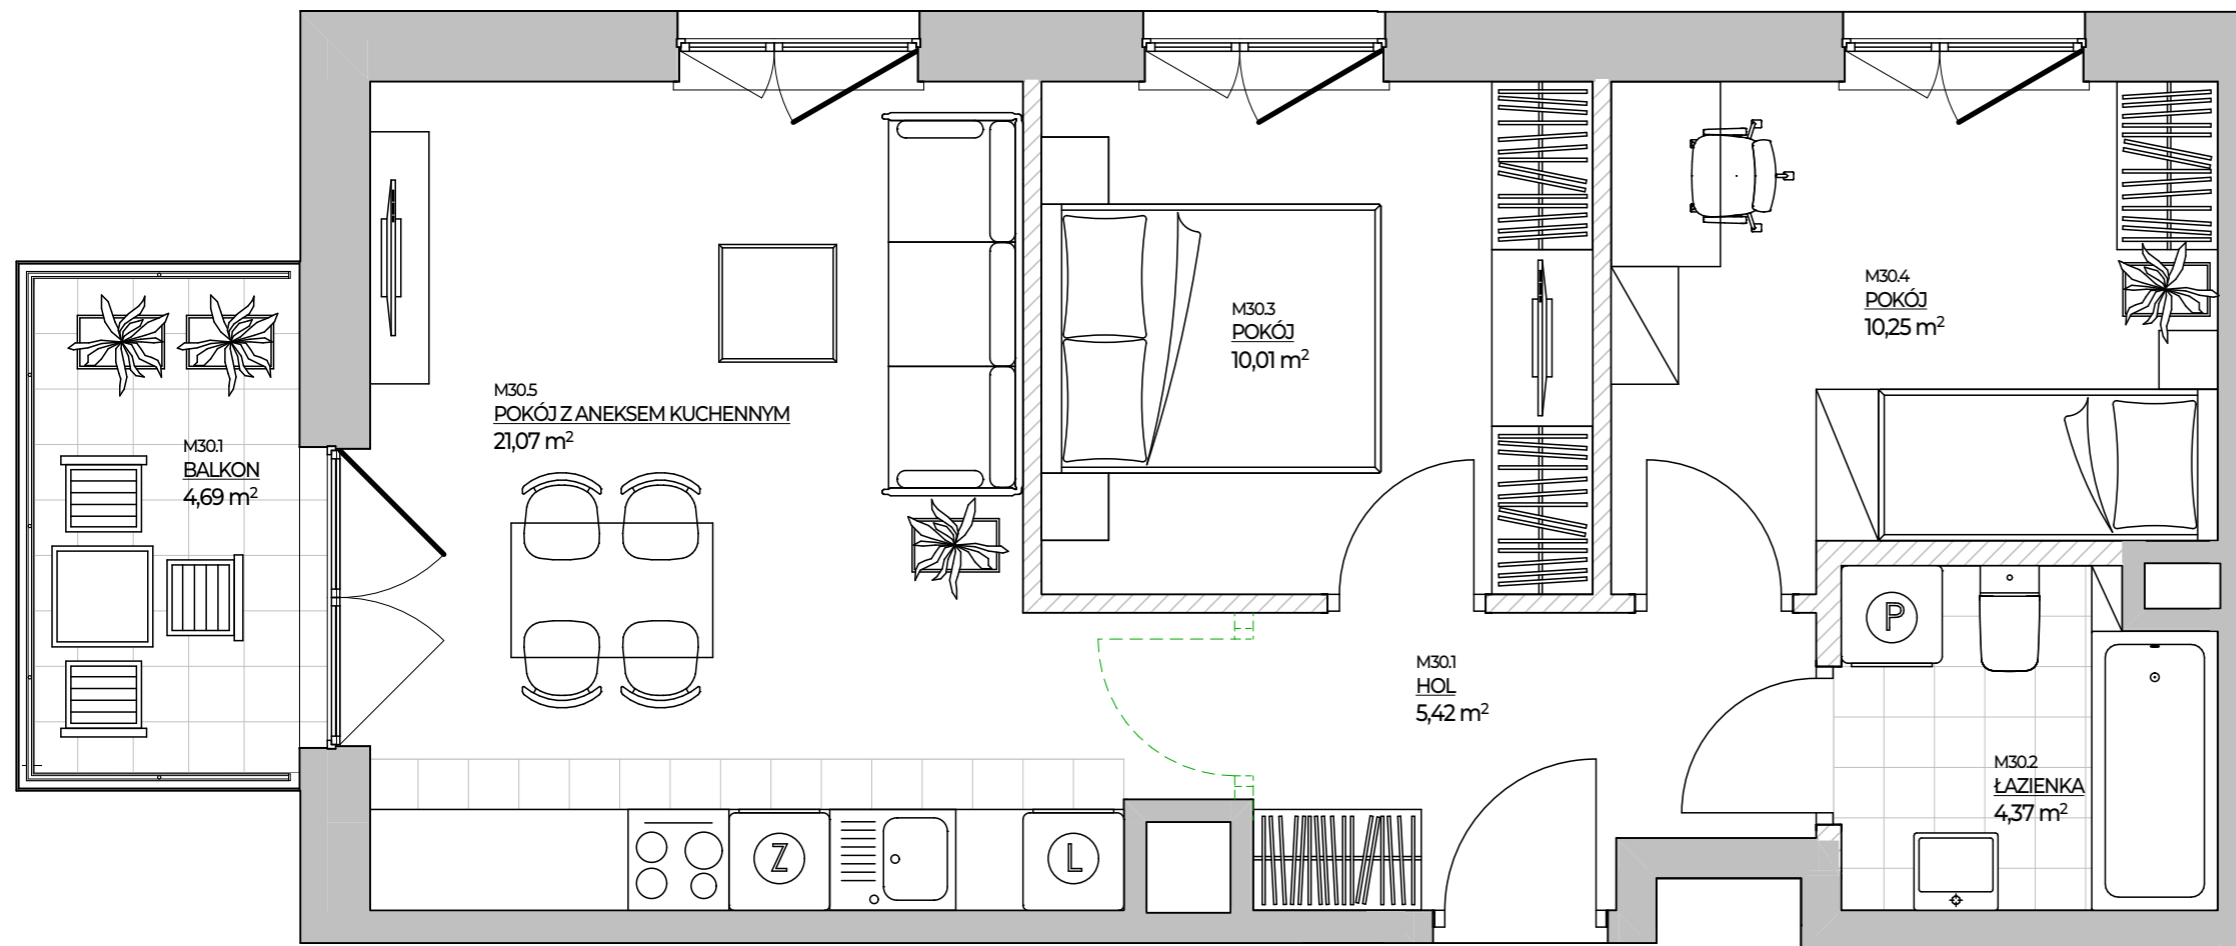 M30.5
POKÓJ Z ANEKSEM KUCHENNYM
21,07 m²
M30.1
BALKON
4,69 m²
M30.3
POKÓJ
10,01 m²
M30.4
POKÓJ
10,25 m²
M30.1
HOL
5,42 m²
P
M30.2
ŁAZIENKA
4,37 m²
Z
L